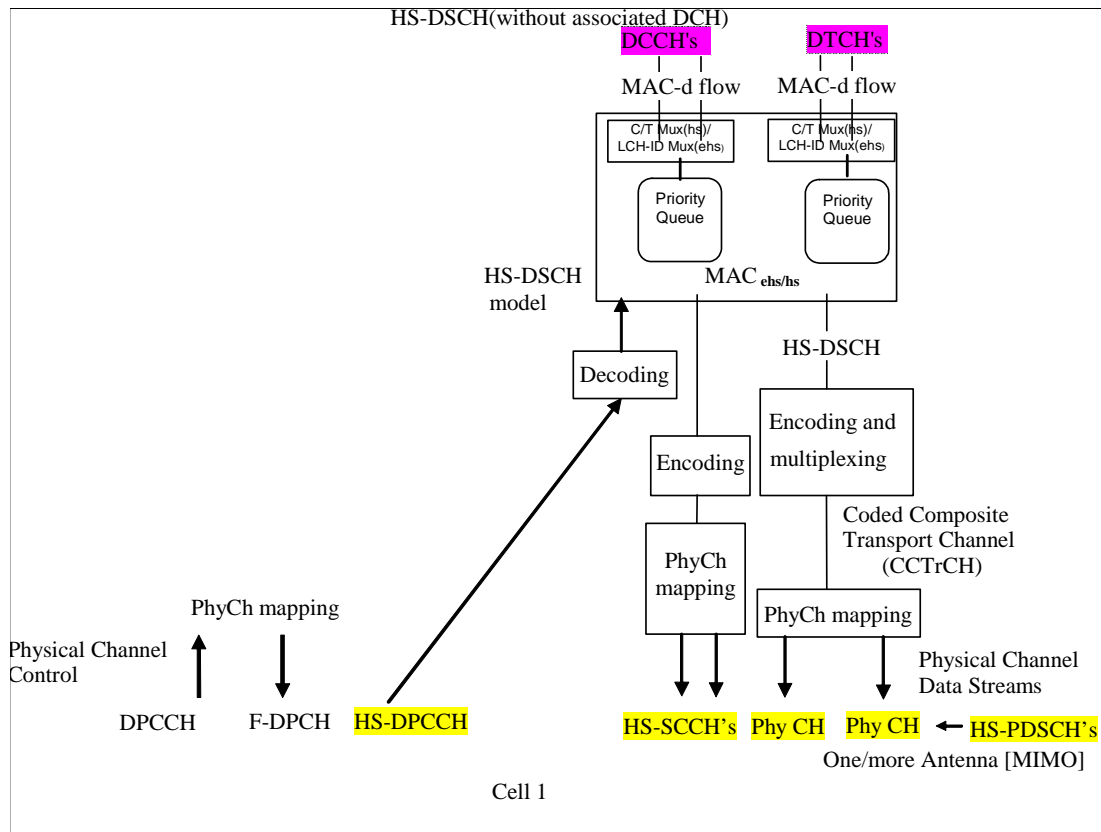 HS-DSCH(without associated DCH)
DCCH's
DTCH's
MAC-d flow
MAC-d flow
C/T Mux(hs)/
LCH-ID Mux(ehs)
C/T Mux(hs)/
LCH-ID Mux(ehs)
Priority
Queue
Priority
Queue
HS-DSCH
model
MAC ehs/hs
HS-DSCH
Decoding
Encoding and
multiplexing
Encoding
Coded Composite
Transport Channel
(CCTrCH)
PhyCh
mapping
PhyCh mapping
PhyCh mapping
Physical Channel
Control
Physical Channel
Data Streams
DPCCH
F-DPCH
HS-DPCCH
HS-SCCH’s
Phy CH
Phy CH
HS-PDSCH’s
One/more Antenna [MIMO]
Cell 1